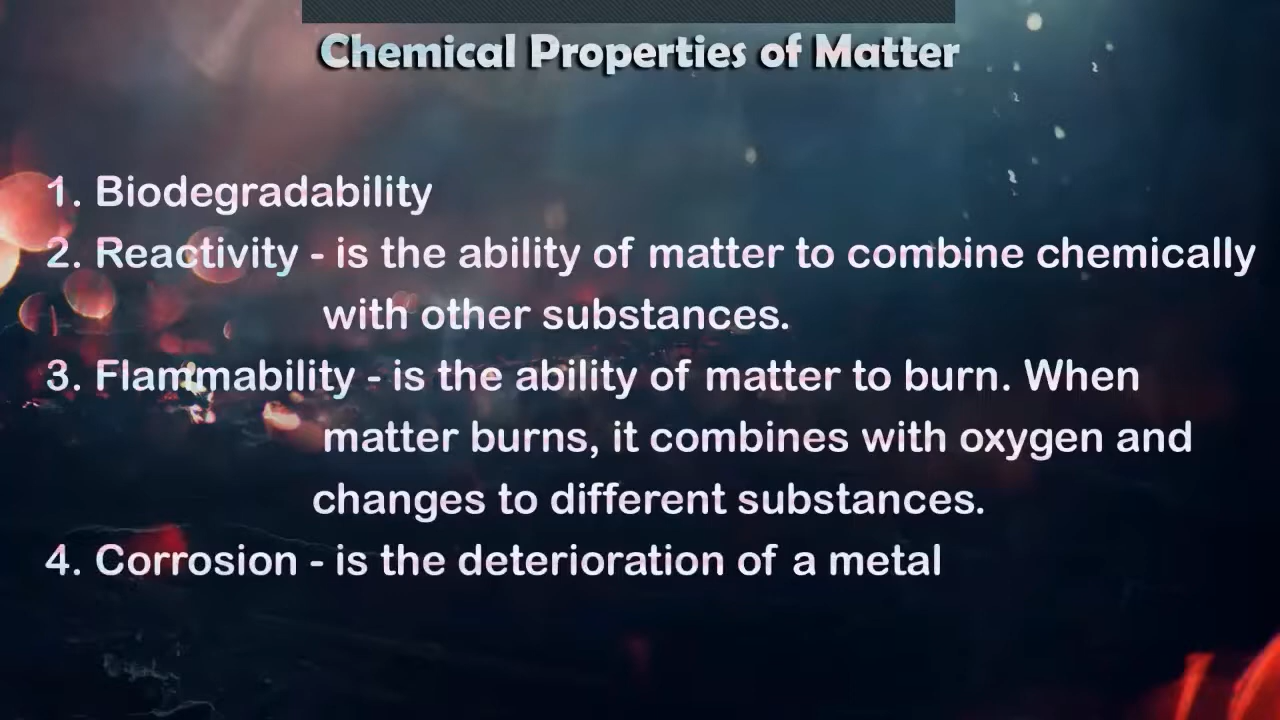 Chemical Properties of Matter
1. Biodegradability
2. Reactivity - is the ability of matter to combine chemically
with other substances.
3. Flammability - is the ability of matter to burn. When
matter burns, it combines with oxygen and
changes to different substances.
4. Corrosion - is the deterioration of a metal